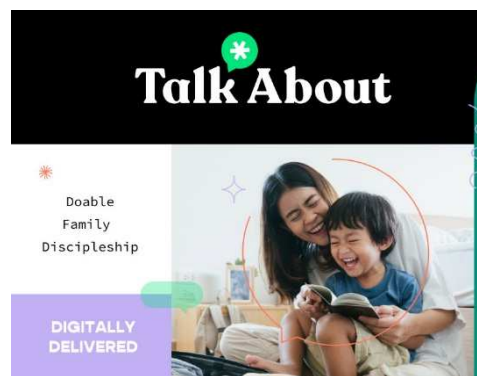 Talk About
Doable
Family
Discipleship
DIGITALLY
DELIVERED